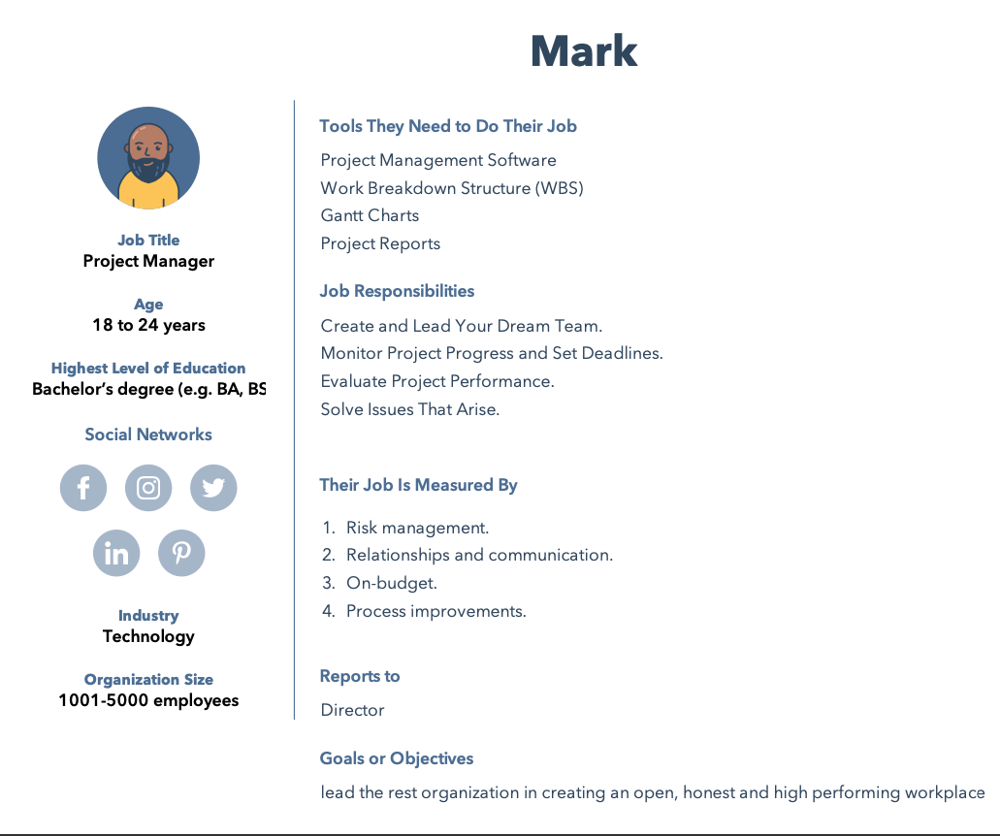 Mark
Job Title
Project Manager
Age
18 to 24 years
Highest Level of Education
Bachelor’s degree (e.g. BA, BS
Social Networks
Industry
Technology
Organization Size
1001-5000 employees
Tools They Need to Do Their Job
Project Management Software
Work Breakdown Structure (WBS)
Gantt Charts
Project Reports
Job Responsibilities
Create and Lead Your Dream Team.
Monitor Project Progress and Set Deadlines.
Evaluate Project Performance.
Solve Issues That Arise.
Their Job Is Measured By
1. Risk management.
2. Relationships and communication.
3. On-budget.
4. Process improvements.
Reports to
Director
Goals or Objectives
lead the rest organization in creating an open, honest and high performing workplace